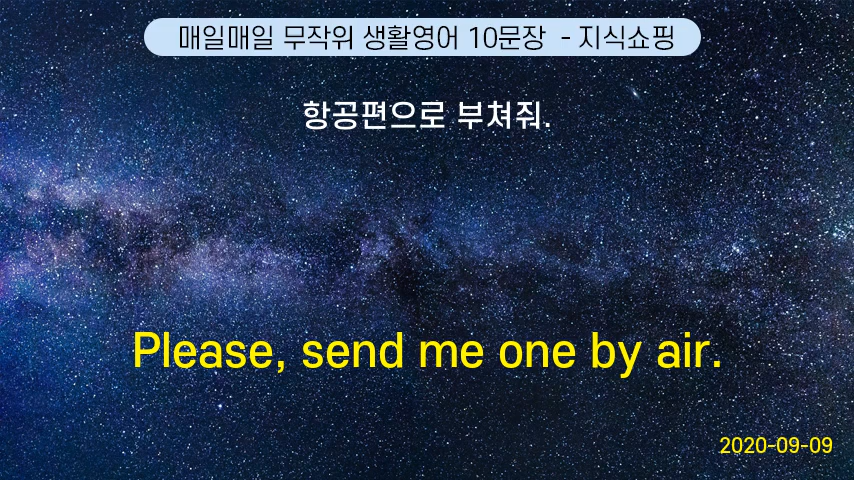 매일매일 무작위 생활영어 10문장 - 지식쇼핑
항공편으로 부쳐줘.
Please, send me one by air.
2020-09-09